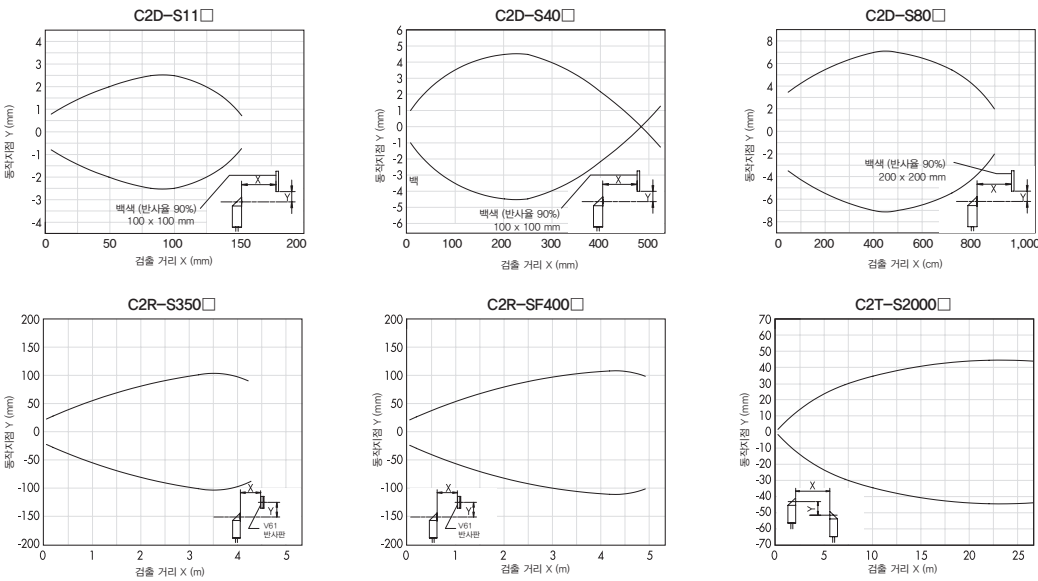 C2D-S11□
4
3
2
1
0
-1
-2
-3
-4
동작지점 Y (mm)
X
Y
백색 (반사율 90%)
100 x 100 mm
0 50 100 150 200
검출 거리 X (mm)
C2D-S40□
6
5
4
3
2
1
0
-1
-2
-3
-4
-5
-6
동작지점 Y (mm)
백
X
Y
백색 (반사율 90%)
100 x 100 mm
0 100 200 300 400 500
검출 거리 X (mm)
C2D-S80□
8
6
4
2
0
-2
-4
-6
-8
동작지점 Y (mm)
백색 (반사율 90%)
200 x 200 mm
X
Y
200 400 600 800 1,000
검출 거리 X (cm)
C2R-S350□
200
150
100
50
0
-50
-100
-150
-200
동작지점 Y (mm)
X
Y
V61
반사판
0 1 2 3 4 5
검출 거리 X (m)
C2R-SF400□
200
150
100
50
0
-50
-100
-150
-200
동작지점 Y (mm)
X
Y
V61
반사판
0 1 2 3 4 5
검출 거리 X (m)
C2T-S2000□
70
60
50
40
30
20
10
0
-10
-20
-30
-40
-50
-60
-70
동작지점 Y (mm)
X
Y
0 5 10 15 20 25
검출 거리 X (m)